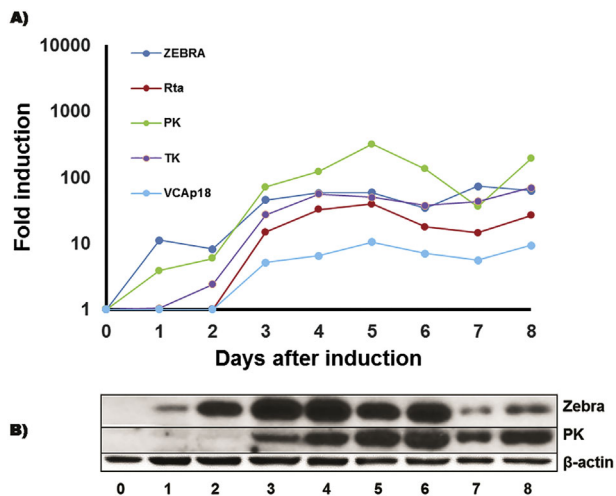 A)
10000
1000
100
10
1
Fold induction
ZEBRA
Rta
PK
TK
VCAp18
0 1 2 3 4 5 6 7 8
Days after induction
B)
Zebra
PK
β-actin
0 1 2 3 4 5 6 7 8